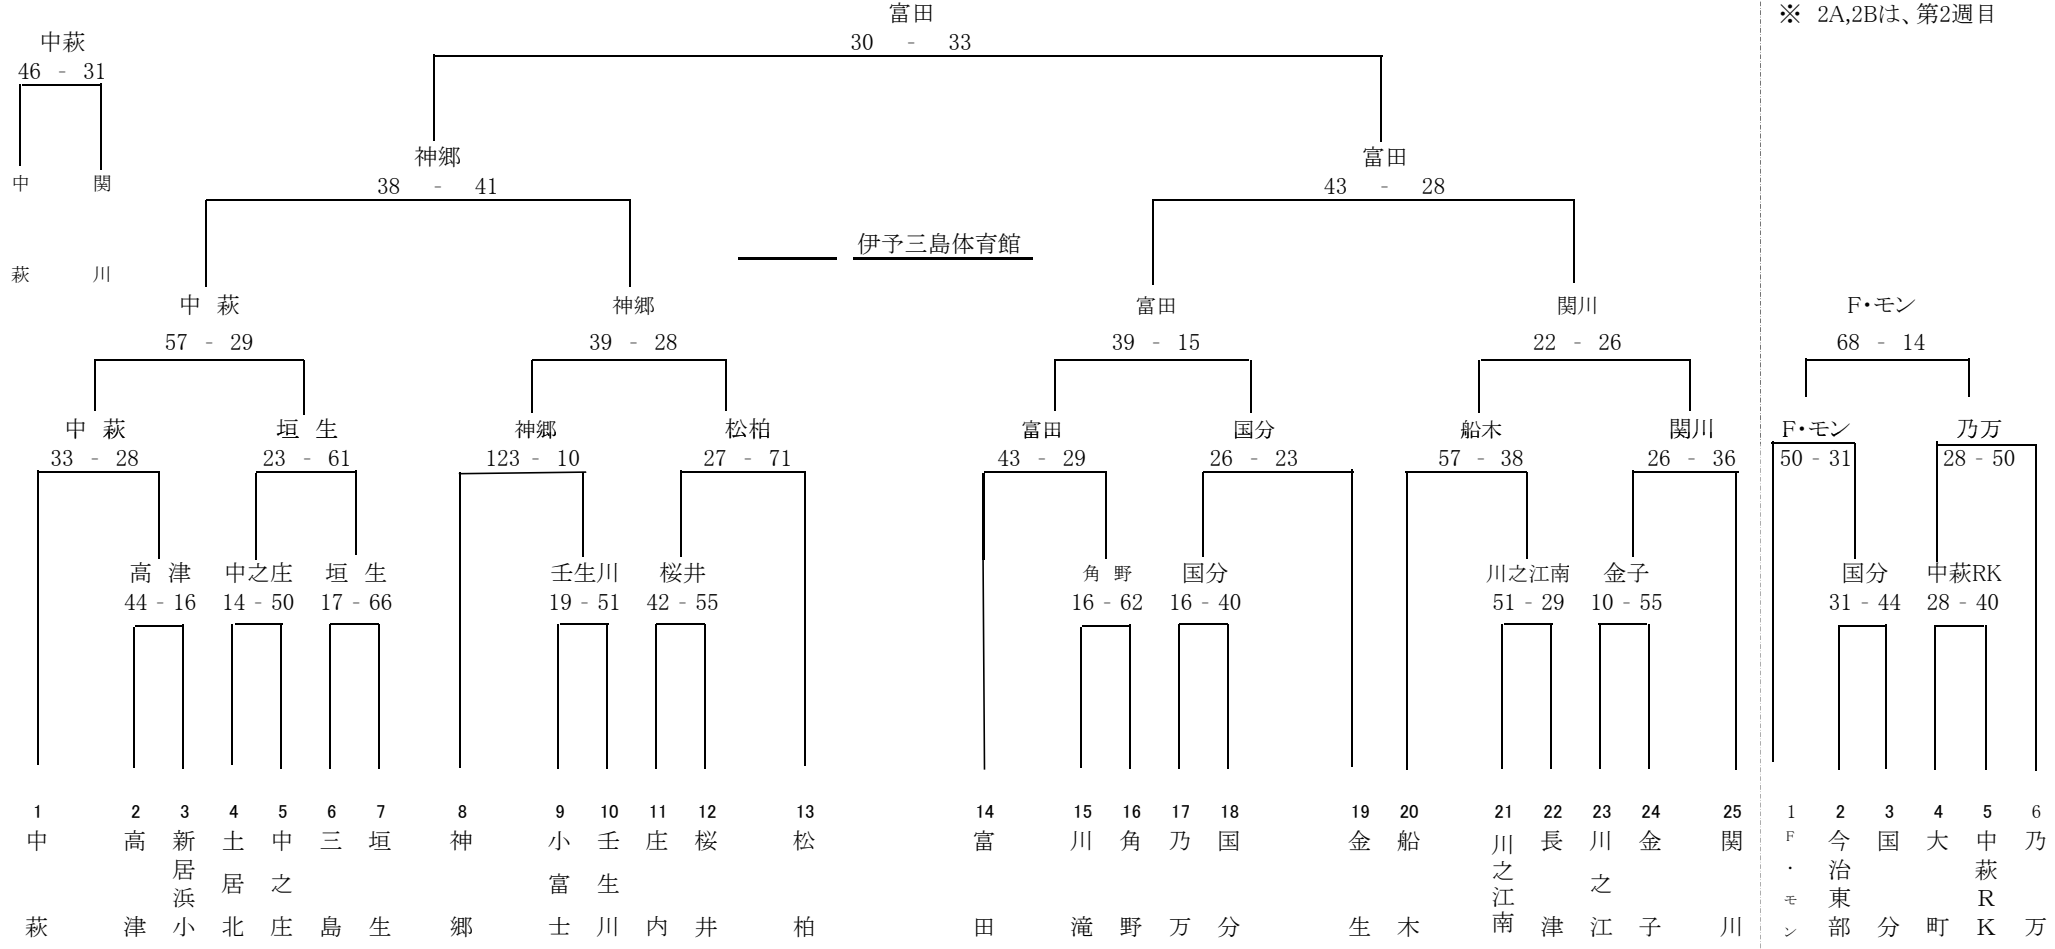 富田
※ 2A,2Bは、第2週目
中萩
30 - 33
46 - 31
神郷
富田
中萩
関川
38 - 41
43 - 28
伊予三島体育館
中 萩
神郷
富田
関川
F・モン
57 - 29
39 - 28
39 - 15
22 - 26
68 - 14
中 萩
垣 生
神郷
松柏
富田
国分
船木
関川
F・モン
乃万
33 - 28
23 - 61
123 - 10
27 - 71
43 - 29
26 - 23
57 - 38
26 - 36
50 - 31
28 - 50
高 津
中之庄
垣 生
壬生川
桜井
角 野
国分
川之江南
金子
国分
中萩RK
44 - 16
14 - 50
17 - 66
19 - 51
42 - 55
16 - 62
16 - 40
51 - 29
10 - 55
31 - 44
28 - 40
1 中萩
2 高津
3 新居浜小
4 土居北
5 中之庄
6 三島
7 垣生
8 神郷
9 小富士
10 壬生川
11 庄内
12 桜井
13 松柏
14 富田
15 川滝
16 角野
17 乃万
18 国分
19 金生
20 船木
21 川之江南
22 長津
23 川之江
24 金子
25 関川
1 F・モン
2 今治東部
3 国分
4 大町
5 中萩RK
6 乃万